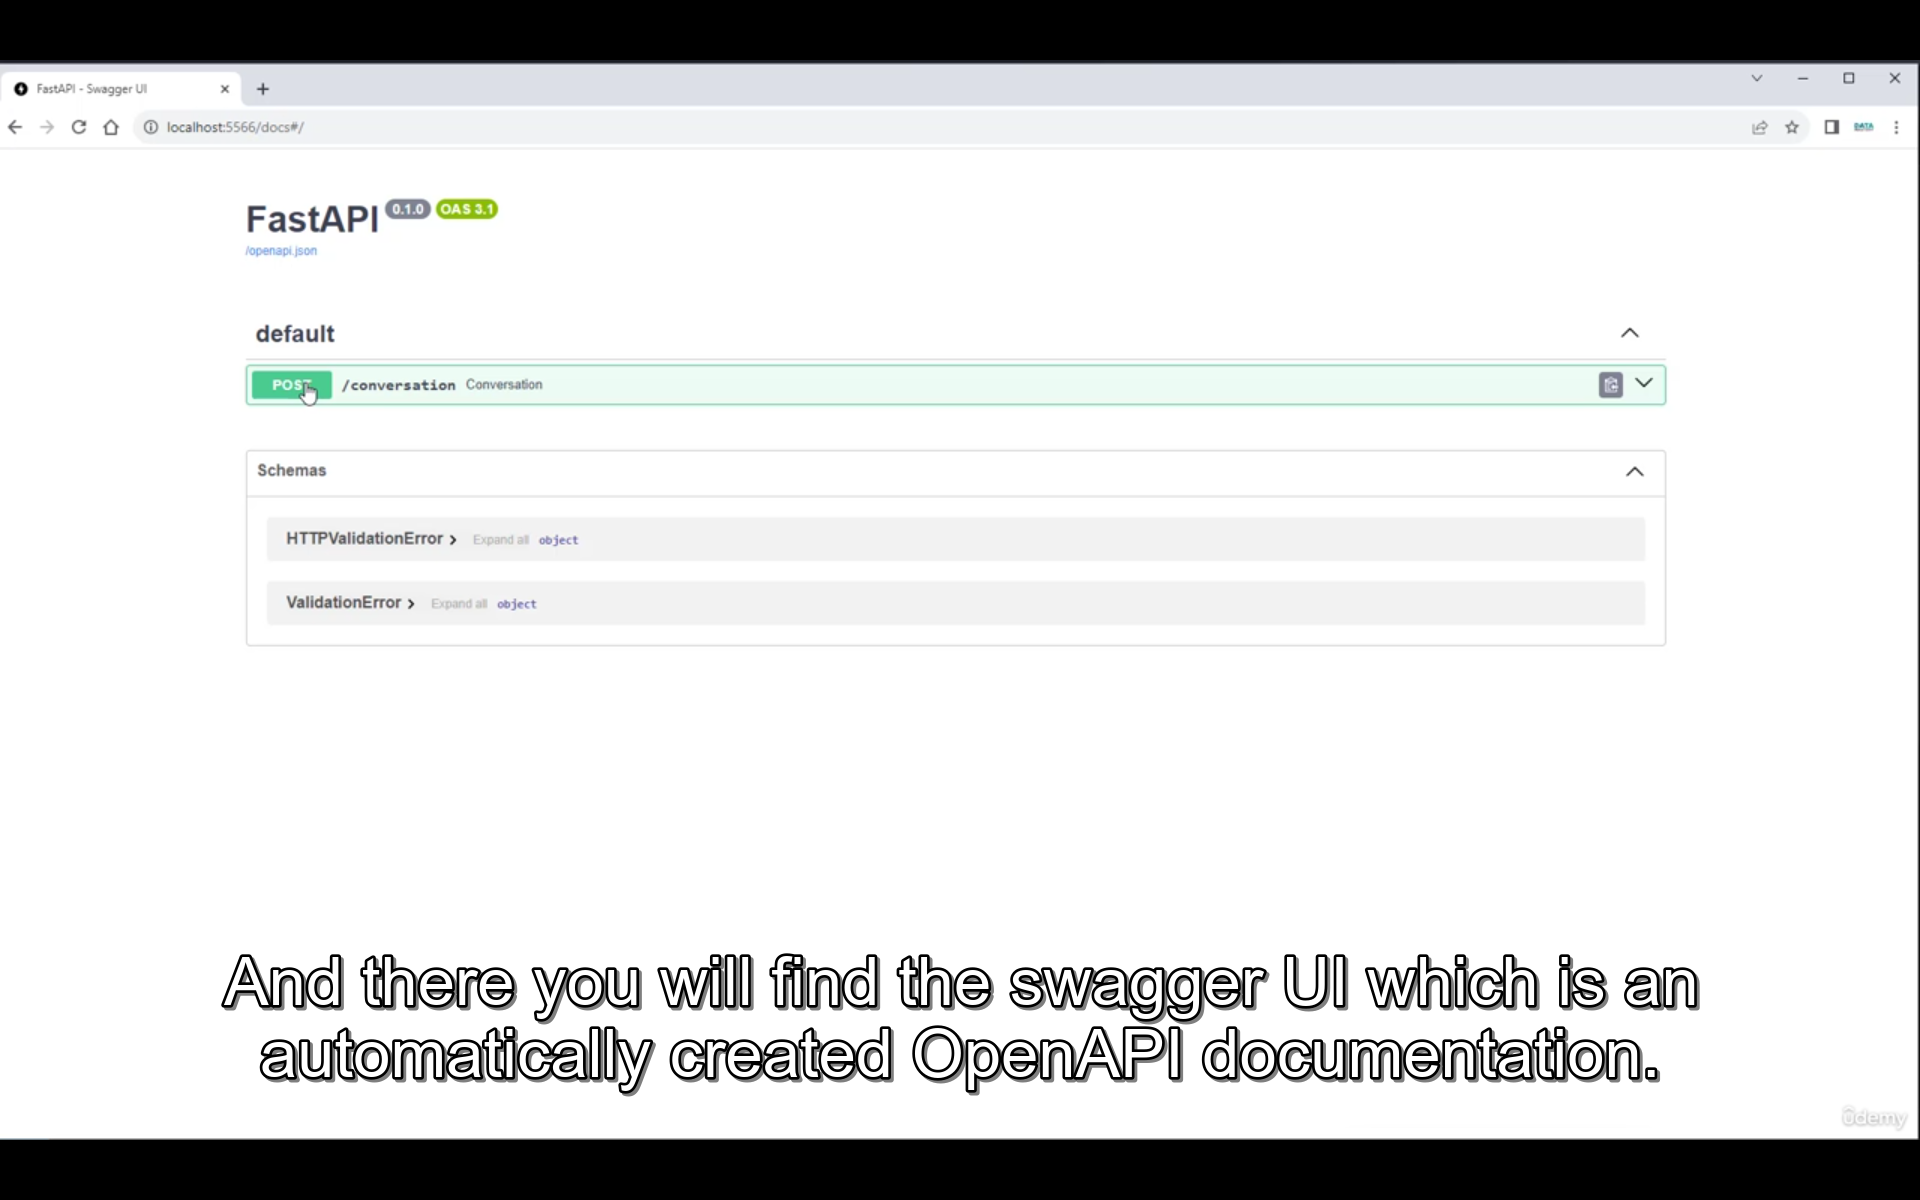 FastAPI - Swagger UI
localhost:5566/docs#/
DATA
FastAPI 0.1.0 OAS 3.1
/openapi.json
default
POST /conversation Conversation
Schemas
HTTPValidationError Expand all object
ValidationError Expand all object
And there you will find the swagger UI which is an
automatically created OpenAPI documentation.
ûdemy